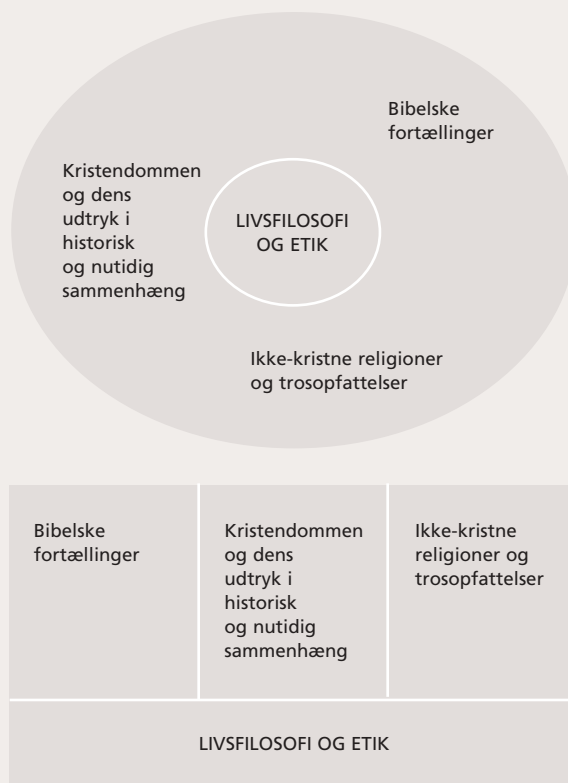 Bibelske
fortællinger
Kristendommen
og dens
udtryk i
historisk
og nutidig
sammenhæng
LIVSFILOSOFI
OG ETIK
Ikke-kristne religioner
og trosopfattelser
Bibelske
fortællinger
Kristendommen
og dens
udtryk i
historisk
og nutidig
sammenhæng
Ikke-kristne
religioner og
trosopfattelser
LIVSFILOSOFI OG ETIK